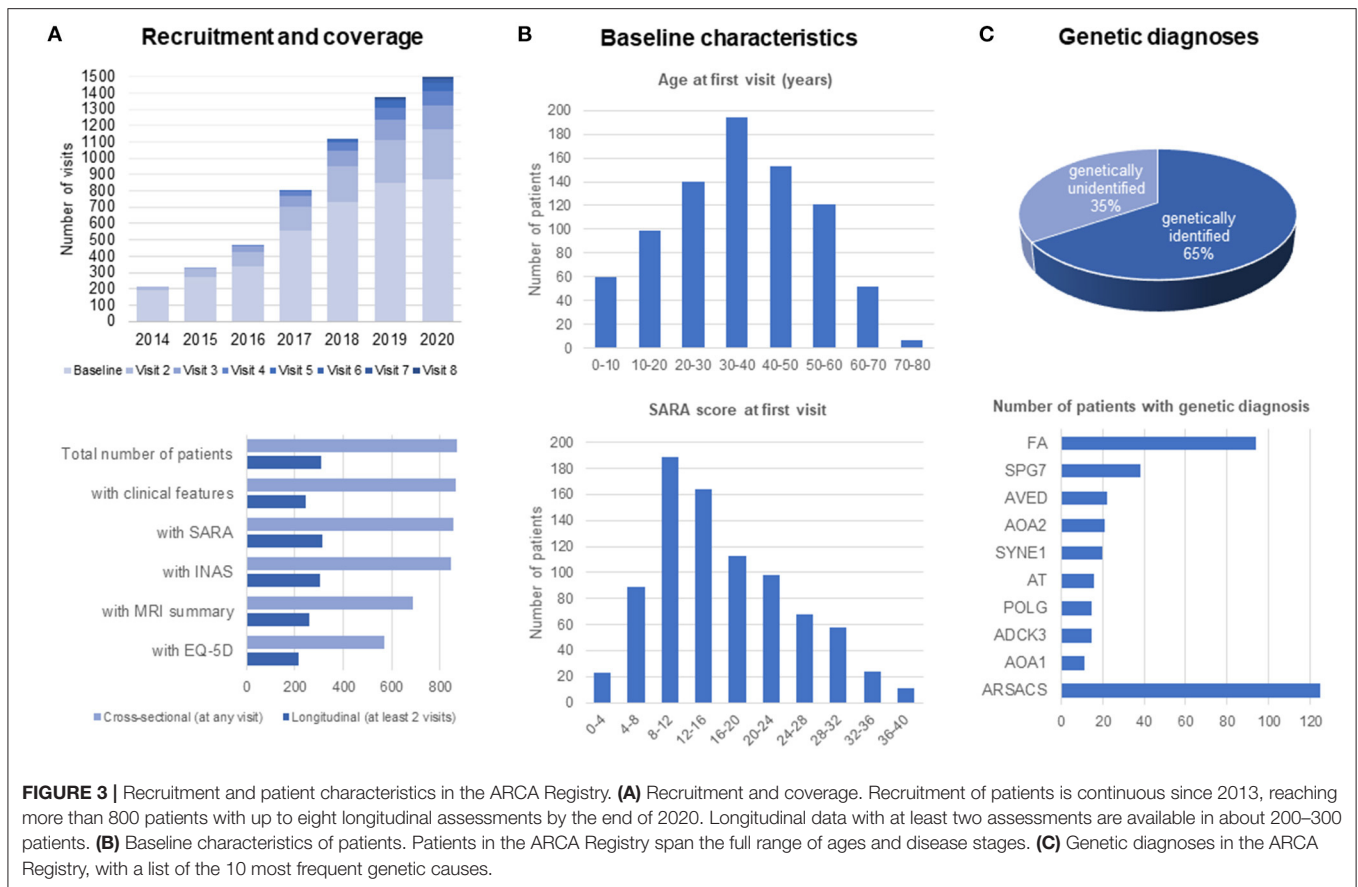 A
Recruitment and coverage
1500
1400
1300
1200
1100
1000
900
800
700
600
500
400
300
200
100
0
Number of visits
2014 2015 2016 2017 2018 2019 2020
Baseline Visit 2 Visit 3 Visit 4 Visit 5 Visit 6 Visit 7 Visit 8
Total number of patients
with clinical features
with SARA
with INAS
with MRI summary
with EQ-5D
0 200 400 600 800
Cross-sectional (at any visit) Longitudinal (at least 2 visits)
B
Baseline characteristics
Age at first visit (years)
200
180
160
140
120
100
80
60
40
20
0
Number of patients
0-10 10-20 20-30 30-40 40-50 50-60 60-70 70-80
SARA score at first visit
200
180
160
140
120
100
80
60
40
20
0
Number of patients
0-4 4-8 8-12 12-16 16-20 20-24 24-28 28-32 32-36 36-40
C
Genetic diagnoses
genetically
unidentified
35%
genetically
identified
65%
Number of patients with genetic diagnosis
FA
SPG7
AVED
AOA2
SYNE1
AT
POLG
ADCK3
AOA1
ARSACS
0 20 40 60 80 100 120
FIGURE 3 | Recruitment and patient characteristics in the ARCA Registry. (A) Recruitment and coverage. Recruitment of patients is continuous since 2013, reaching
more than 800 patients with up to eight longitudinal assessments by the end of 2020. Longitudinal data with at least two assessments are available in about 200–300
patients. (B) Baseline characteristics of patients. Patients in the ARCA Registry span the full range of ages and disease stages. (C) Genetic diagnoses in the ARCA
Registry, with a list of the 10 most frequent genetic causes.